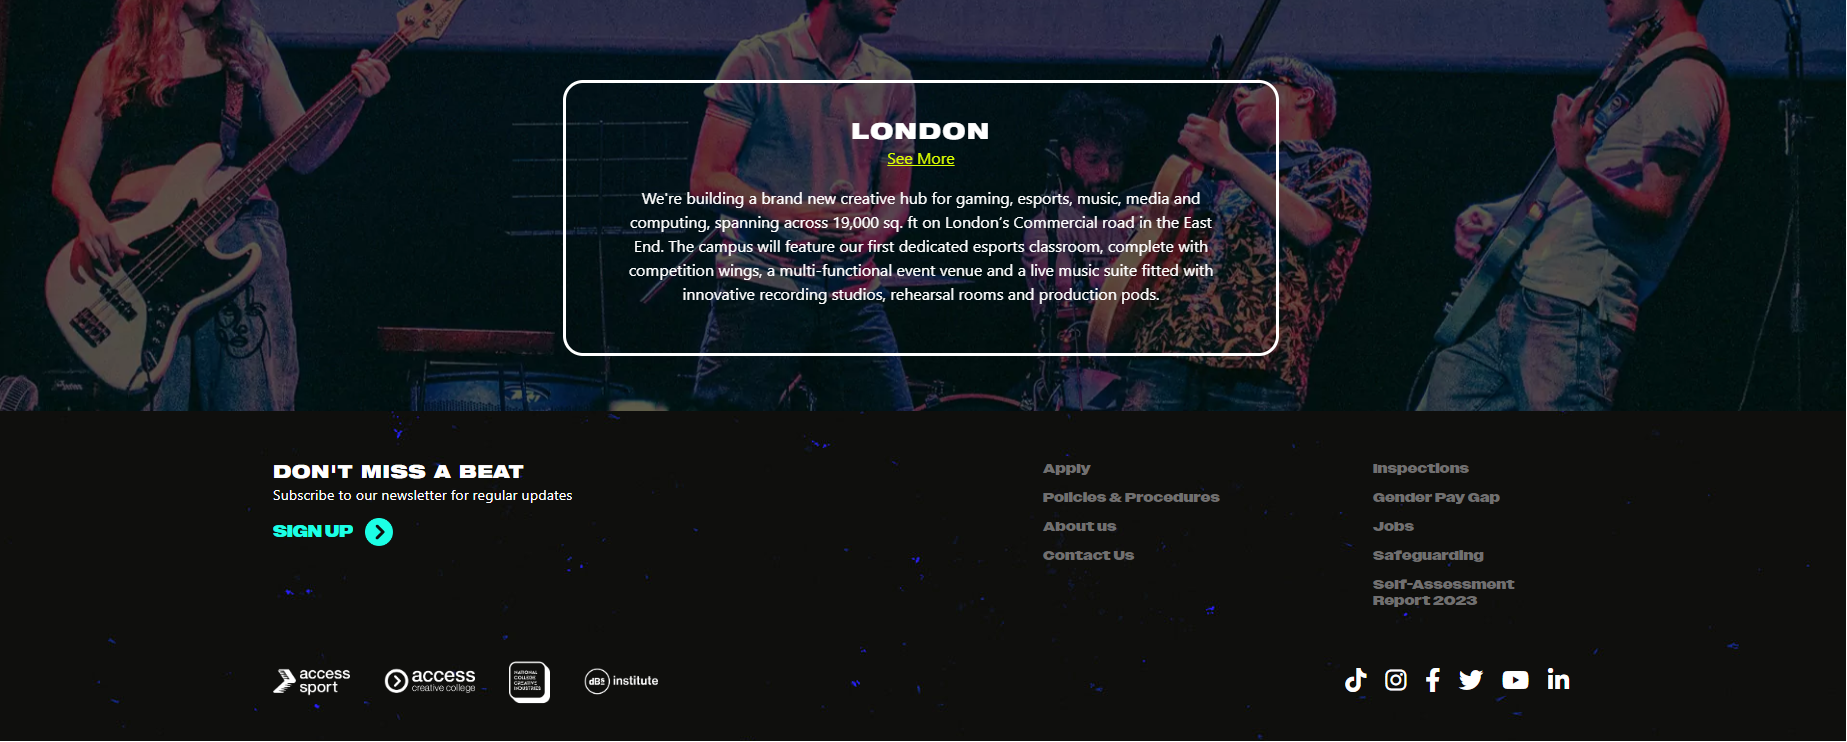 LONDON
See More
We're building a brand new creative hub for gaming, esports, music, media and
computing, spanning across 19,000 sq. ft on London's Commercial road in the East
End. The campus will feature our first dedicated esports classroom, complete with
competition wings, a multi-functional event venue and a live music suite fitted with
innovative recording studios, rehearsal rooms and production pods.
DON'T MISS A BEAT
Subscribe to our newsletter for regular updates
SIGN UP
Apply
Policies & Procedures
About us
Contact Us
Inspections
Gender Pay Gap
Jobs
Safeguarding
Self-Assessment
Report 2023
access
sport
access
creative college
NATIONAL
COLLEGE
CREATIVE
INDUSTRIES
dBs institute